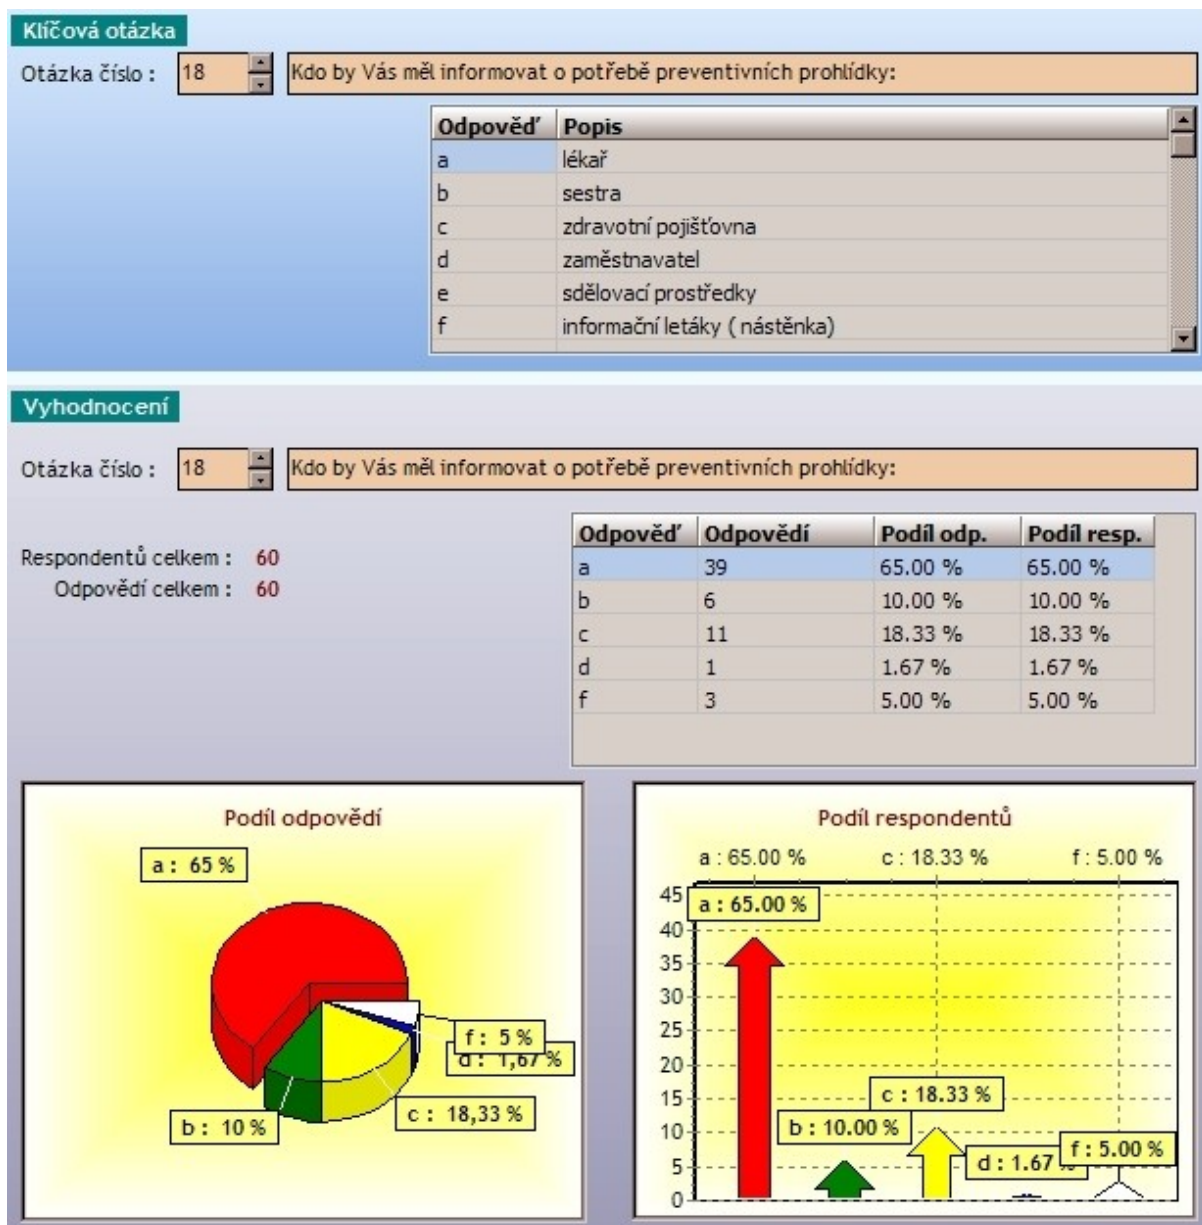 Klíčová otázka
Otázka číslo : 18 Kdo by Vás měl informovat o potřebě preventivních prohlídky:
Odpověď Popis
a lékař
b sestra
c zdravotní pojišťovna
d zaměstnavatel
e sdělovací prostředky
f informační letáky ( nástěnka)
Vyhodnocení
Otázka číslo : 18 Kdo by Vás měl informovat o potřebě preventivních prohlídky:
Respondentů celkem : 60
Odpovědí celkem : 60
Odpověď Odpovědí Podíl odp. Podíl resp.
a 39 65.00 % 65.00 %
b 6 10.00 % 10.00 %
c 11 18.33 % 18.33 %
d 1 1.67 % 1.67 %
f 3 5.00 % 5.00 %
Podíl odpovědí
a : 65 %
f : 5 %
d : 1,67 %
c : 18,33 %
b : 10 %
Podíl respondentů
a : 65.00 % c : 18.33 % f : 5.00 %
45
a : 65.00 %
40
35
30
25
20
15
c : 18.33 %
10
b : 10.00 %
f : 5.00 %
d : 1.67 %
5
0